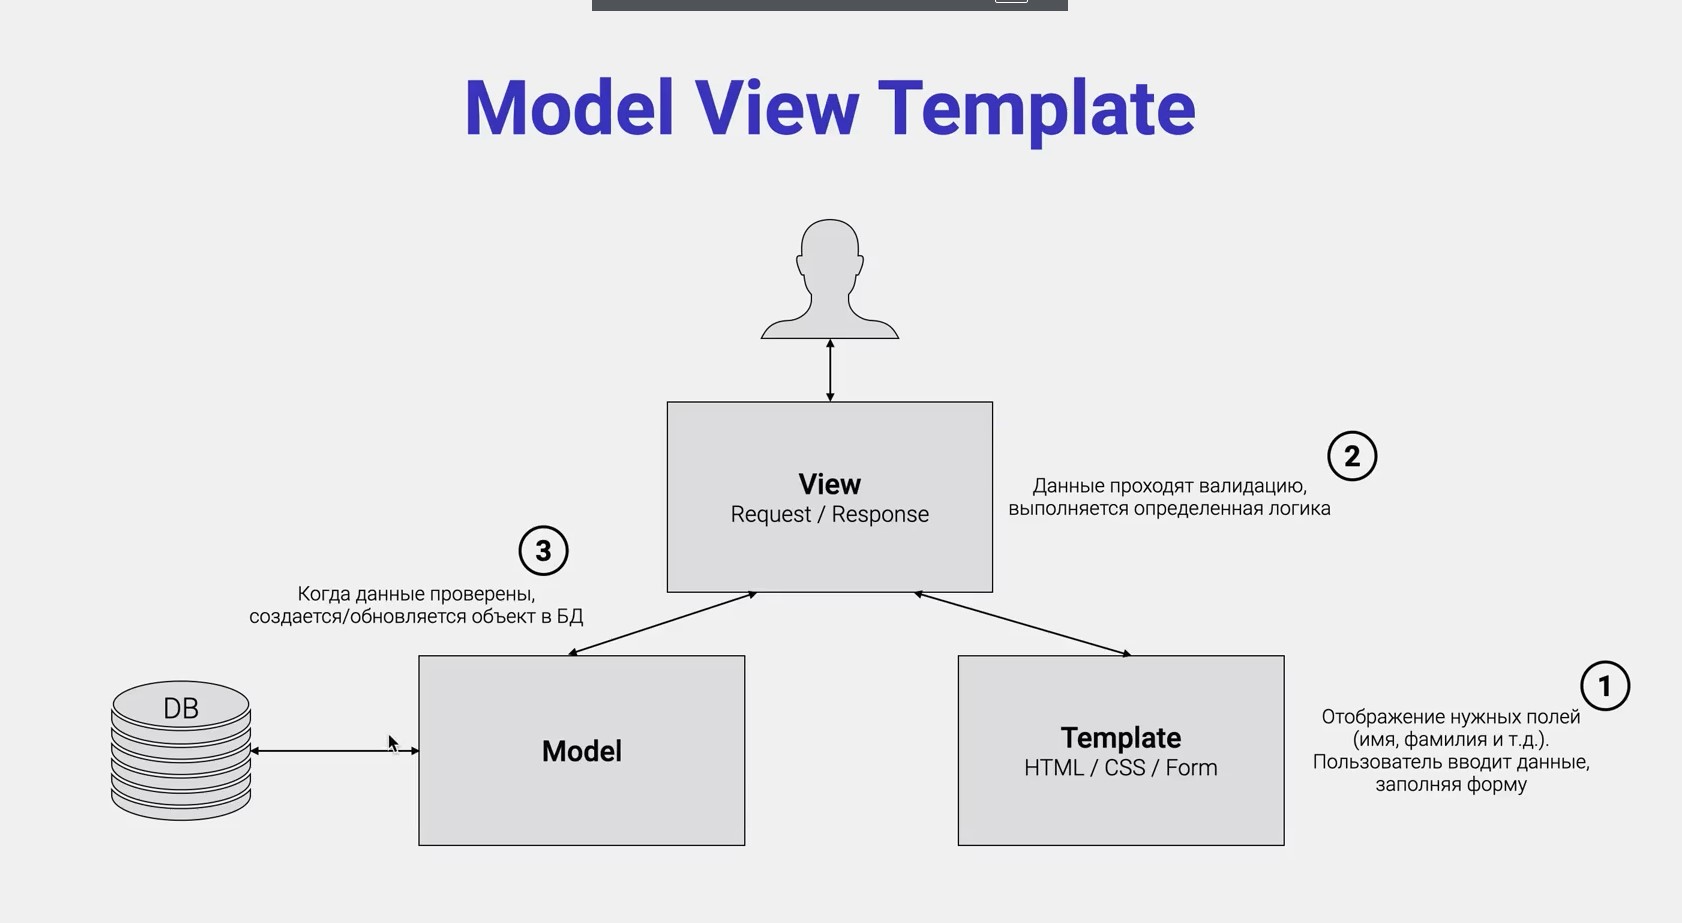 Model View Template
View
Request / Response
2
Данные проходят валидацию,
выполняется определенная логика
3
Когда данные проверены,
создается/обновляется объект в БД
DB
Model
Template
HTML / CSS / Form
1
Отображение нужных полей
(имя, фамилия и т.д.).
Пользователь вводит данные,
заполняя форму